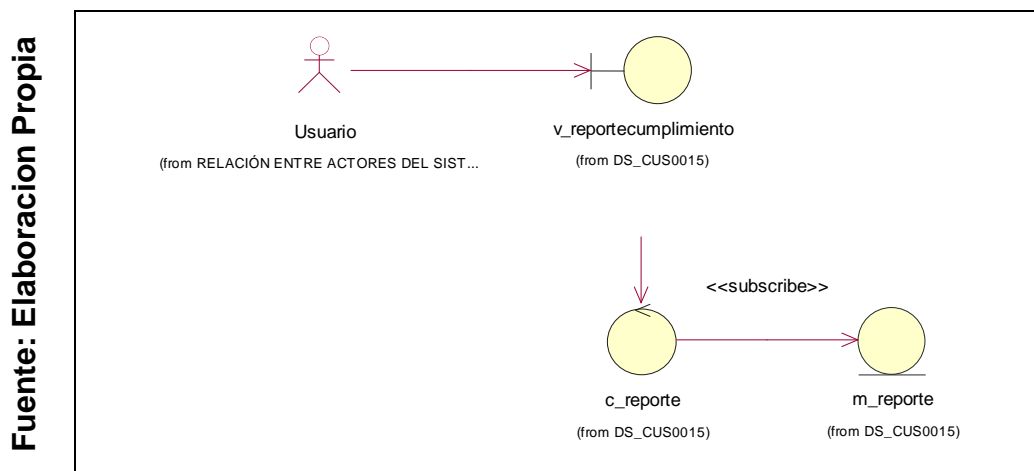 Fuente: Elaboracion Propia
Usuario
(from RELACIÓN ENTRE ACTORES DEL SIST...
v_reportecumplimiento
(from DS_CUS0015)
<<subscribe>>
c_reporte
(from DS_CUS0015)
m_reporte
(from DS_CUS0015)